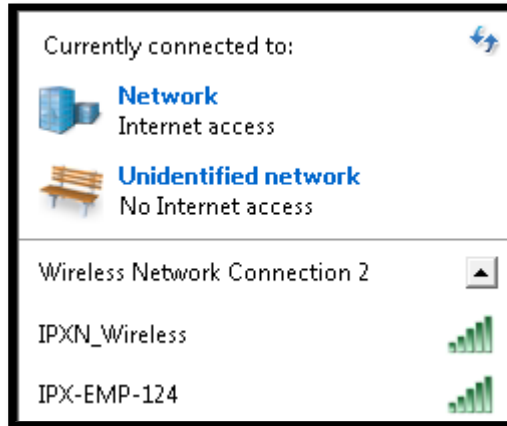 Currently connected to:
Network
Internet access
Unidentified network
No Internet access
Wireless Network Connection 2
IPXN_Wireless
IPX-EMP-124